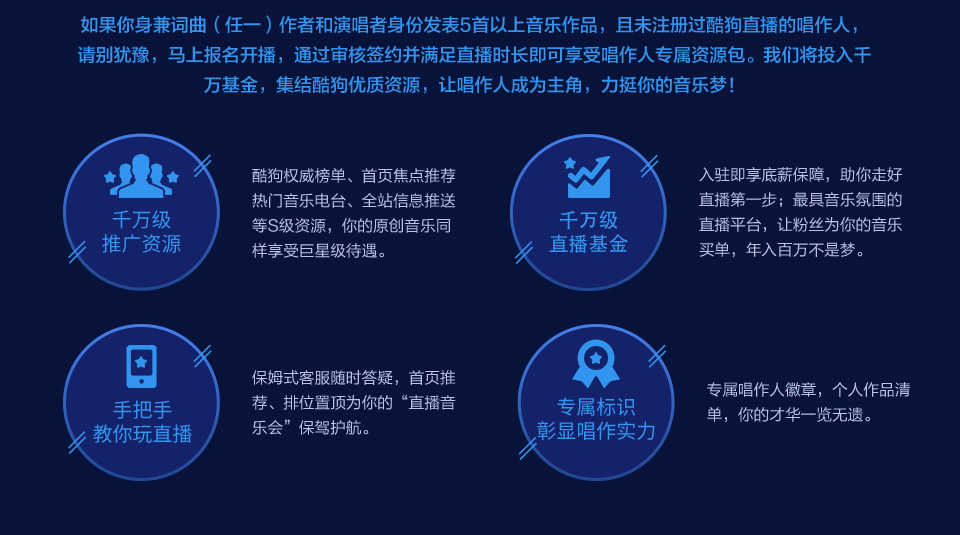 如果你身兼词曲（任一）作者和演唱者身份发表5首以上音乐作品，且未注册过酷狗直播的唱作人，
请别犹豫，马上报名开播，通过审核签约并满足直播时长即可享受唱作人专属资源包。我们将投入千
万基金，集结酷狗优质资源，让唱作人成为主角，力挺你的音乐梦！
千万级
推广资源
酷狗权威榜单、首页焦点推荐
热门音乐电台、全站信息推送
等S级资源，你的原创音乐同
样享受巨星级待遇。
千万级
直播基金
入驻即享底薪保障，助你走好
直播第一步；最具音乐氛围的
直播平台，让粉丝为你的音乐
买单，年入百万不是梦。
手把手
教你玩直播
保姆式客服随时答疑，首页推
荐、排位置顶为你的“直播音
乐会”保驾护航。
专属标识
彰显唱作实力
专属唱作人徽章，个人作品清
单，你的才华一览无遗。